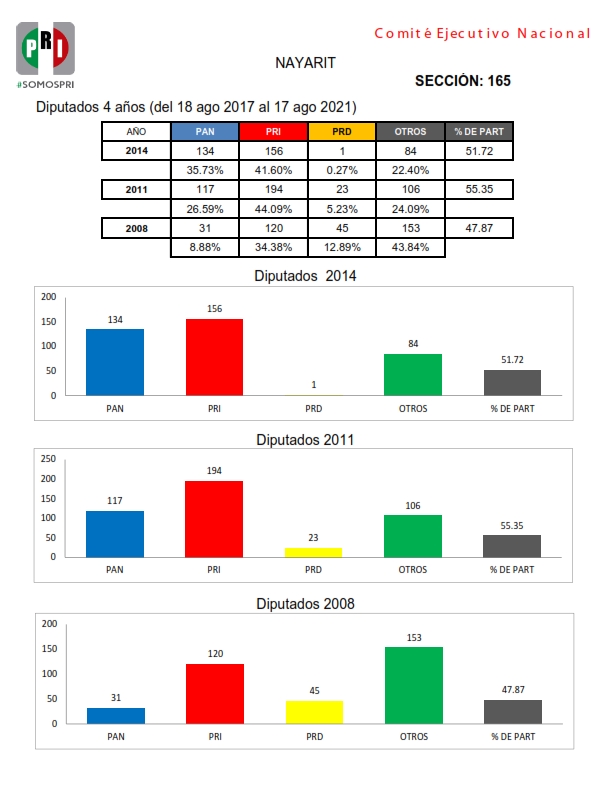 Comité Ejecutivo Nacional
PRI
#SOMOSPRI
NAYARIT
SECCIÓN: 165
Diputados 4 años (del 18 ago 2017 al 17 ago 2021)
AÑO PAN PRI PRD OTROS % DE PART
2014 134 156 1 84 51.72
35.73% 41.60% 0.27% 22.40%
2011 117 194 23 106 55.35
26.59% 44.09% 5.23% 24.09%
2008 31 120 45 153 47.87
8.88% 34.38% 12.89% 43.84%
Diputados 2014
200
150
100
50
0
134 156 1 84 51.72
PAN PRI PRD OTROS % DE PART
Diputados 2011
250
200
150
100
50
0
117 194 23 106 55.35
PAN PRI PRD OTROS % DE PART
Diputados 2008
200
150
100
50
0
31 120 45 153 47.87
PAN PRI PRD OTROS % DE PART